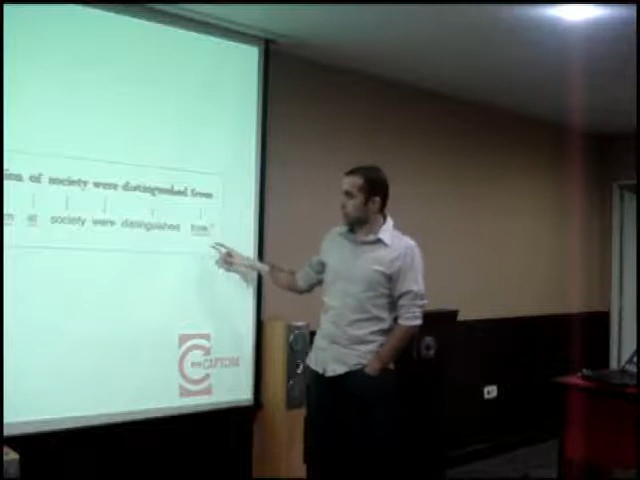 of society were distinguished from
society were distinguished
CAPTCHA